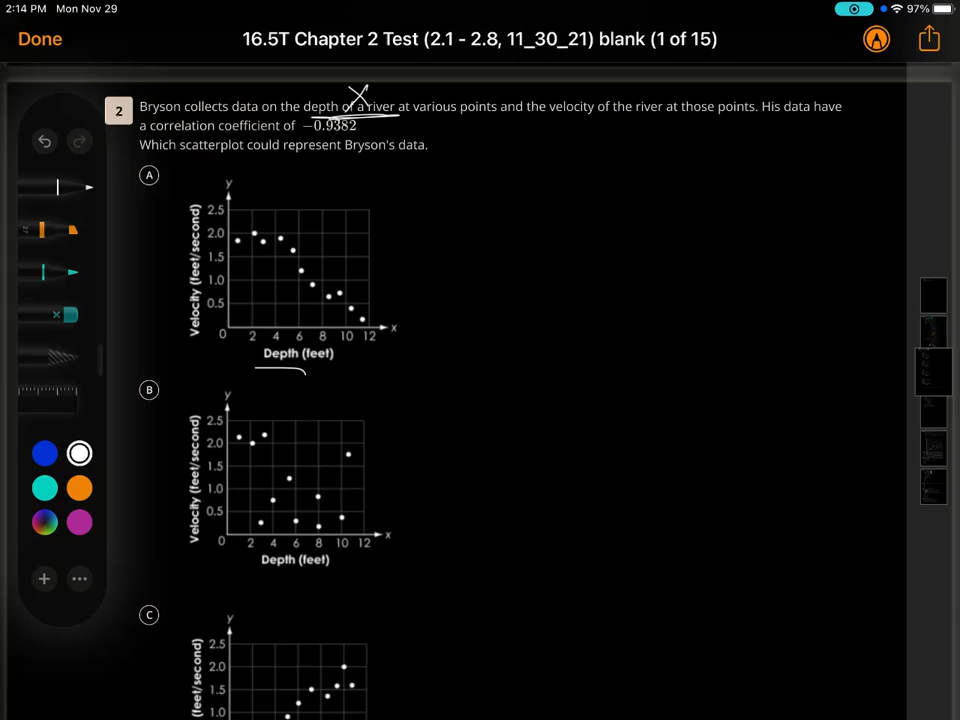 2:14 PM Mon Nov 29
97%
Done
16.5T Chapter 2 Test (2.1 - 2.8, 11_30_21) blank (1 of 15)
X
2 Bryson collects data on the depth of a river at various points and the velocity of the river at those points. His data have
a correlation coefficient of −0.9382
Which scatterplot could represent Bryson's data.
A
y
2.5
2.0
1.5
1.0
0.5
0 2 4 6 8 10 12 x
Velocity (feet/second)
Depth (feet)
B
y
2.5
2.0
1.5
1.0
0.5
0 2 4 6 8 10 12 x
Velocity (feet/second)
Depth (feet)
C
y
2.5
2.0
1.5
1.0
(feet/second)